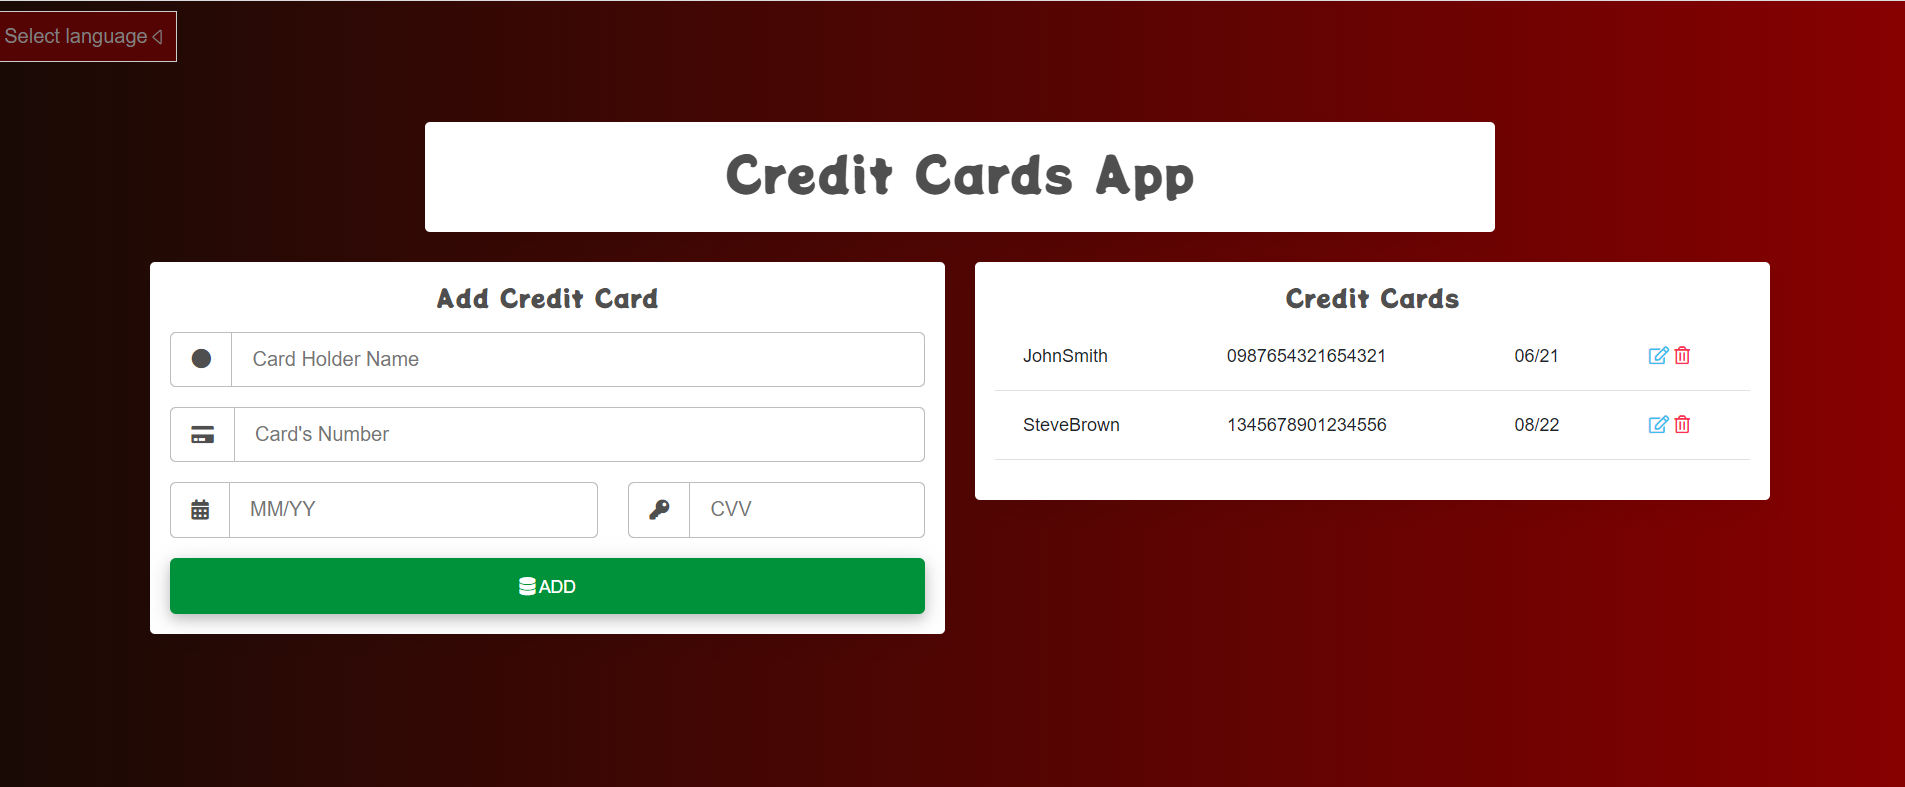 Select language
Credit Cards App
Add Credit Card
Card Holder Name
Card's Number
MM/YY
CVV
ADD
Credit Cards
JohnSmith 0987654321654321 06/21
SteveBrown 1345678901234556 08/22